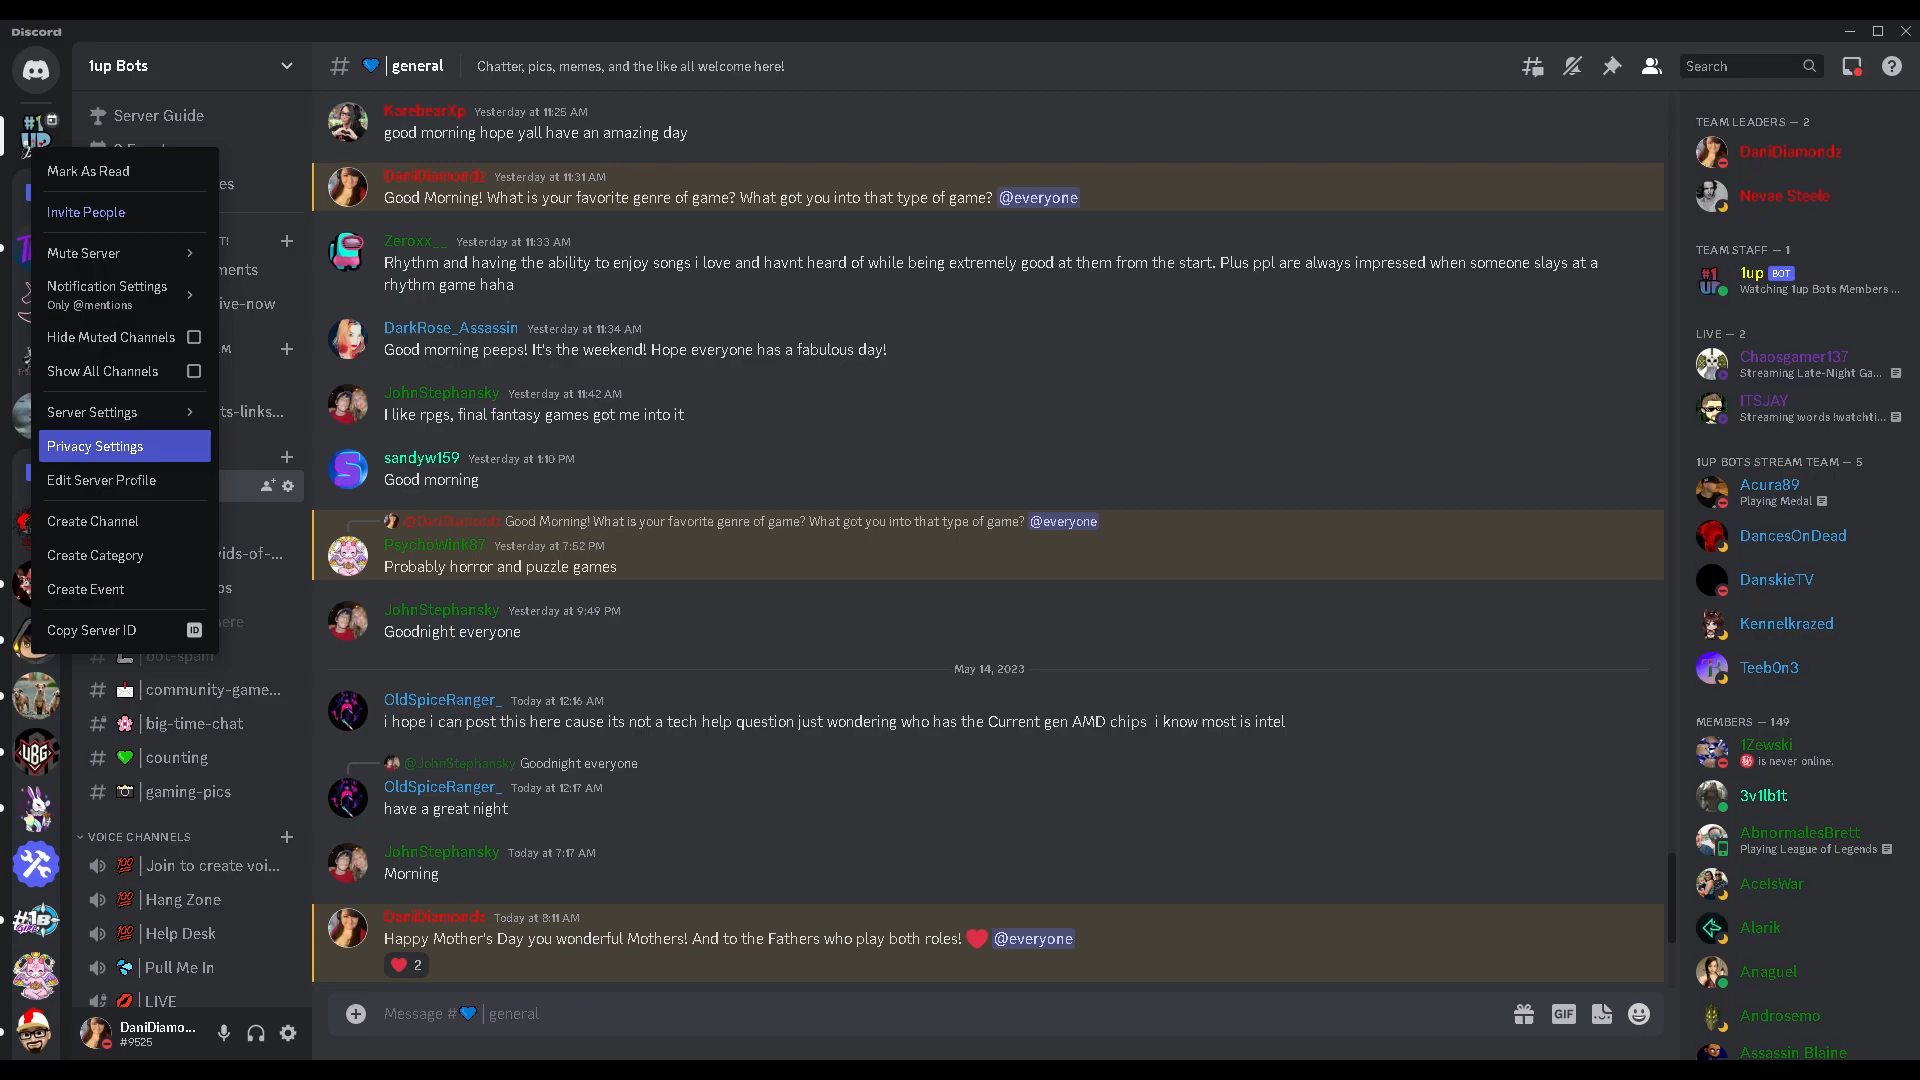 Discord
1up Bots
Server Guide
general
Chatter, pics, memes, and the like all welcome here!
Search
Mark As Read
Invite People
Mute Server
Notification Settings
Only @mentions
Hide Muted Channels
Show All Channels
Server Settings
Privacy Settings
Edit Server Profile
Create Channel
Create Category
Create Event
Copy Server ID
ID
bot-spam
community-game...
big-time-chat
counting
gaming-pics
VOICE CHANNELS
Join to create voi...
Hang Zone
Help Desk
Pull Me In
LIVE
DaniDiamo...
#9525
KarebearXp Yesterday at 11:25 AM
good morning hope yall have an amazing day
DaniDiamondz Yesterday at 11:31 AM
Good Morning! What is your favorite genre of game? What got you into that type of game? @everyone
Zeroxx__ Yesterday at 11:33 AM
Rhythm and having the ability to enjoy songs i love and havnt heard of while being extremely good at them from the start. Plus ppl are always impressed when someone slays at a
rhythm game haha
DarkRose_Assassin Yesterday at 11:34 AM
Good morning peeps! It's the weekend! Hope everyone has a fabulous day!
JohnStephansky Yesterday at 11:42 AM
I like rpgs, final fantasy games got me into it
sandyw159 Yesterday at 1:10 PM
Good morning
@DaniDiamondz Good Morning! What is your favorite genre of game? What got you into that type of game? @everyone
PsychoWink87 Yesterday at 7:52 PM
Probably horror and puzzle games
JohnStephansky Yesterday at 9:49 PM
Goodnight everyone
May 14, 2023
OldSpiceRanger_ Today at 12:16 AM
i hope i can post this here cause its not a tech help question just wondering who has the Current gen AMD chips i know most is intel
@JohnStephansky Goodnight everyone
OldSpiceRanger_ Today at 12:17 AM
have a great night
JohnStephansky Today at 7:17 AM
Morning
DaniDiamondz Today at 8:11 AM
Happy Mother's Day you wonderful Mothers! And to the Fathers who play both roles! @everyone
2
Message # general
GIF
TEAM LEADERS — 2
DaniDiamondz
Nevae Steele
TEAM STAFF — 1
1up BOT
Watching 1up Bots Members ...
LIVE — 2
Chaosgamer137
Streaming Late-Night Ga...
ITSJAY
Streaming words !watchti...
1UP BOTS STREAM TEAM — 5
Acura89
Playing Medal
DancesOnDead
DanskieTV
Kennelkrazed
Teeb0n3
MEMBERS — 149
1Zewski
is never online.
3v1lb1t
AbnormalesBrett
Playing League of Legends
AceIsWar
Alarik
Anaguel
Androsemo
Assassin Blaine